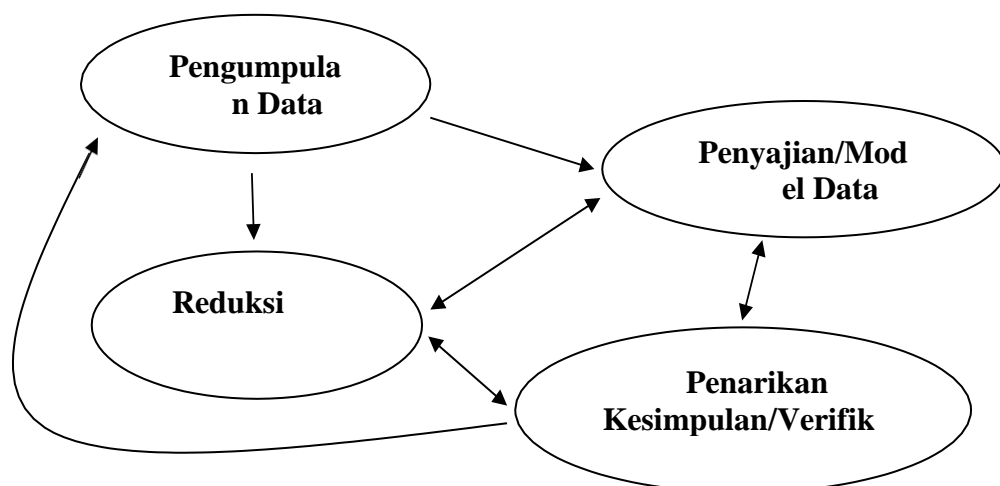 Pengumpula
n Data
Penyajian/Mod
el Data
Reduksi
Penarikan
Kesimpulan/Verifik